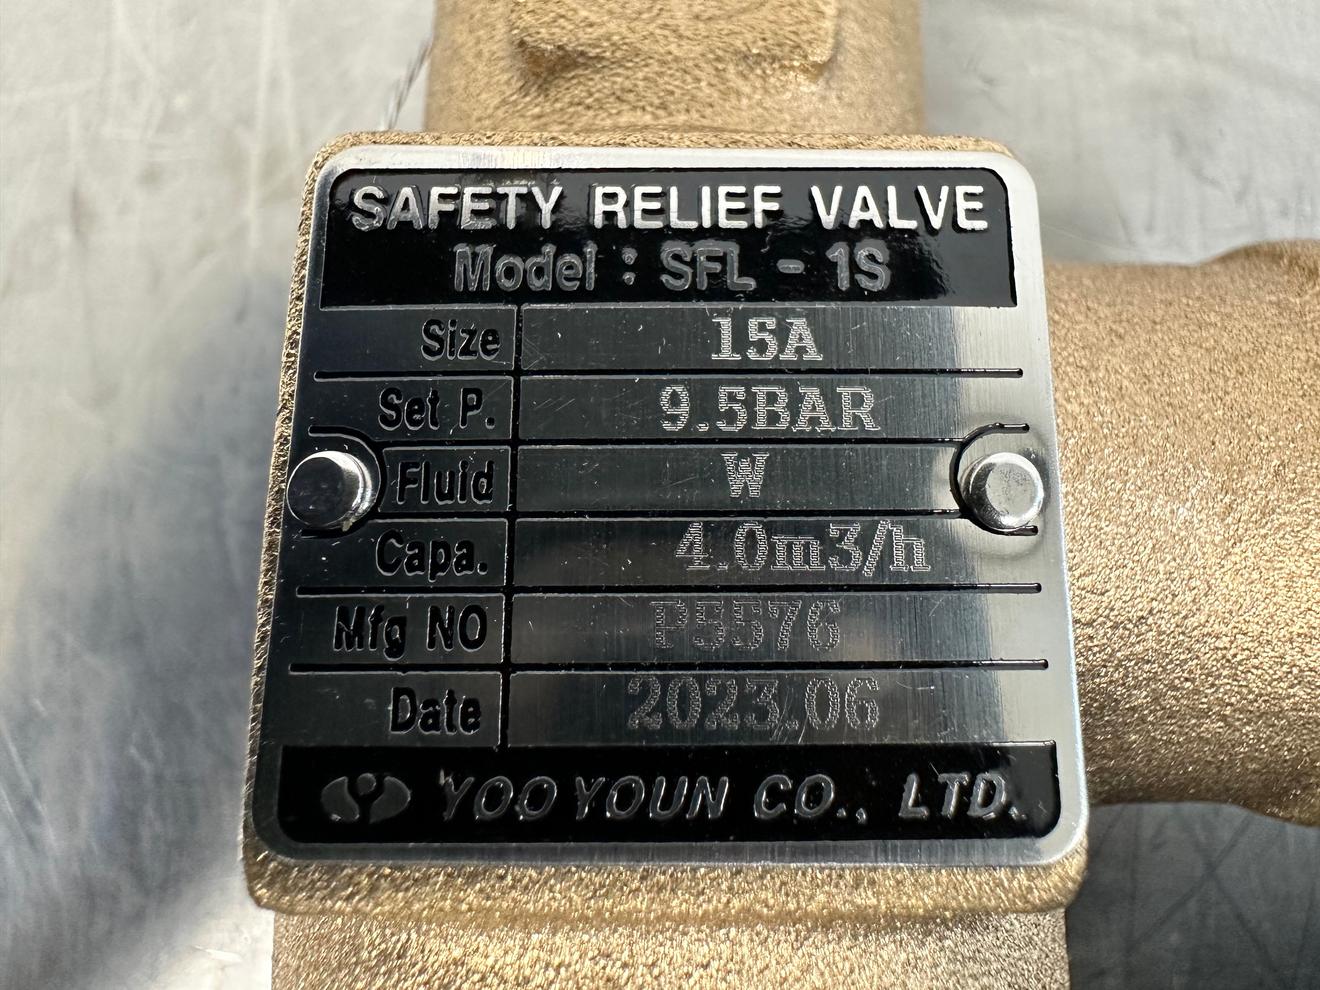 SAFETY RELIEF VALVE
Model : SFL - 1S
Size 15A
Set P. 9.5BAR
Fluid W
Capa. 4.0m3/h
Mfg NO P5576
Date 2023.06
YOO YOUN CO., LTD.